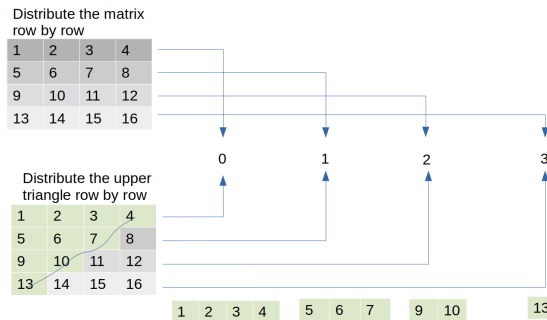 Distribute the matrix
row by row
1 2 3 4
5 6 7 8
9 10 11 12
13 14 15 16
0 1 2 3
Distribute the upper
triangle row by row
1 2 3 4
5 6 7 8
9 10 11 12
13 14 15 16
1 2 3 4 5 6 7 9 10 13